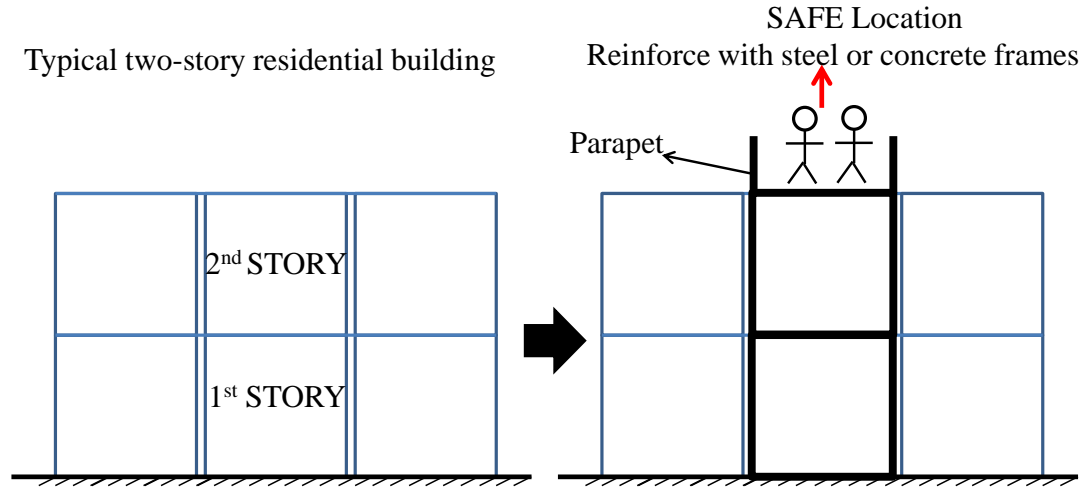 Typical two-story residential building
2nd STORY
1st STORY
SAFE Location
Reinforce with steel or concrete frames
Parapet